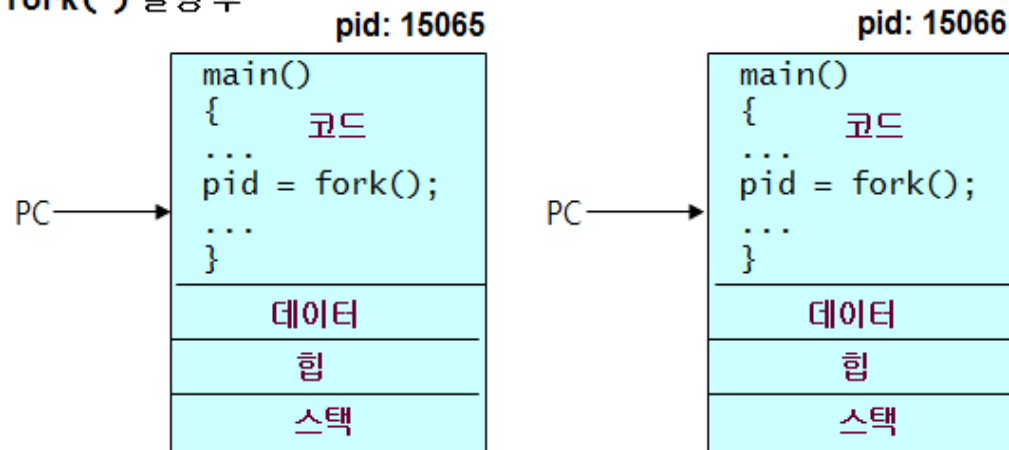 fork( )
pid: 15065
main()
{
코드
...
pid = fork();
...
}
PC
데이터
힙
스택
pid: 15066
main()
{
코드
...
pid = fork();
...
}
PC
데이터
힙
스택